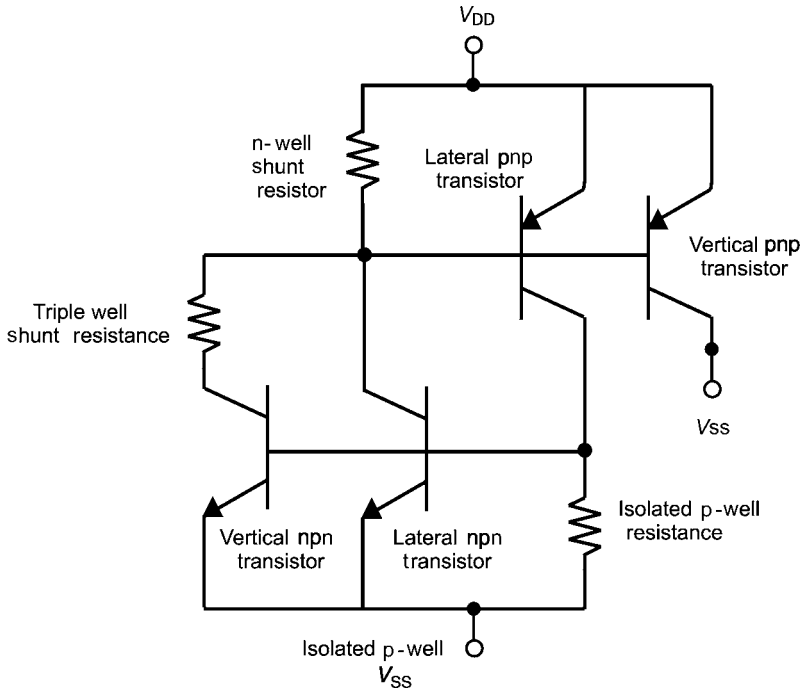 VDD
n-well
shunt
resistor
Lateral pnp
transistor
Vertical pnp
transistor
Triple well
shunt resistance
VSS
Isolated p-well
resistance
Vertical npn
transistor
Lateral npn
transistor
Isolated p-well
VSS